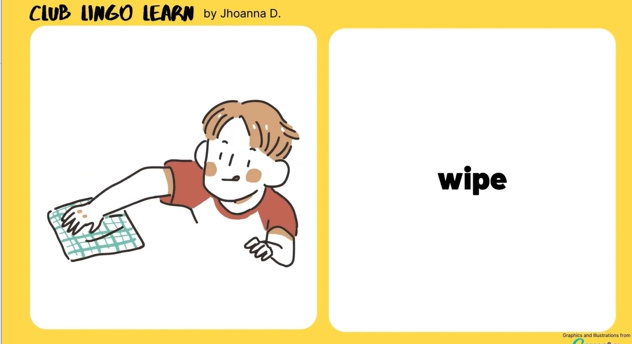 CLUB LINGO LEARN by Jhoanna D.
wipe
Graphics and Illustrations from